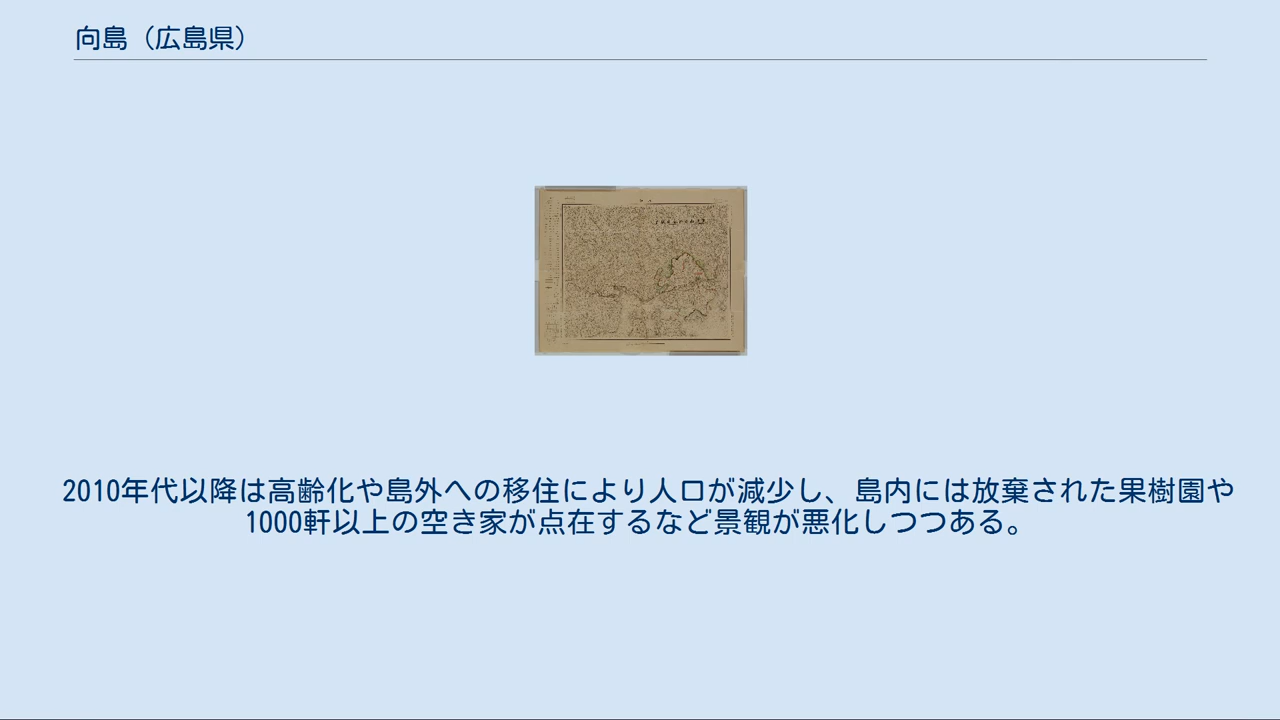 向島（広島県）
2010年代以降は高齢化や島外への移住により人口が減少し、島内には放棄された果樹園や
1000軒以上の空き家が点在するなど景観が悪化しつつある。